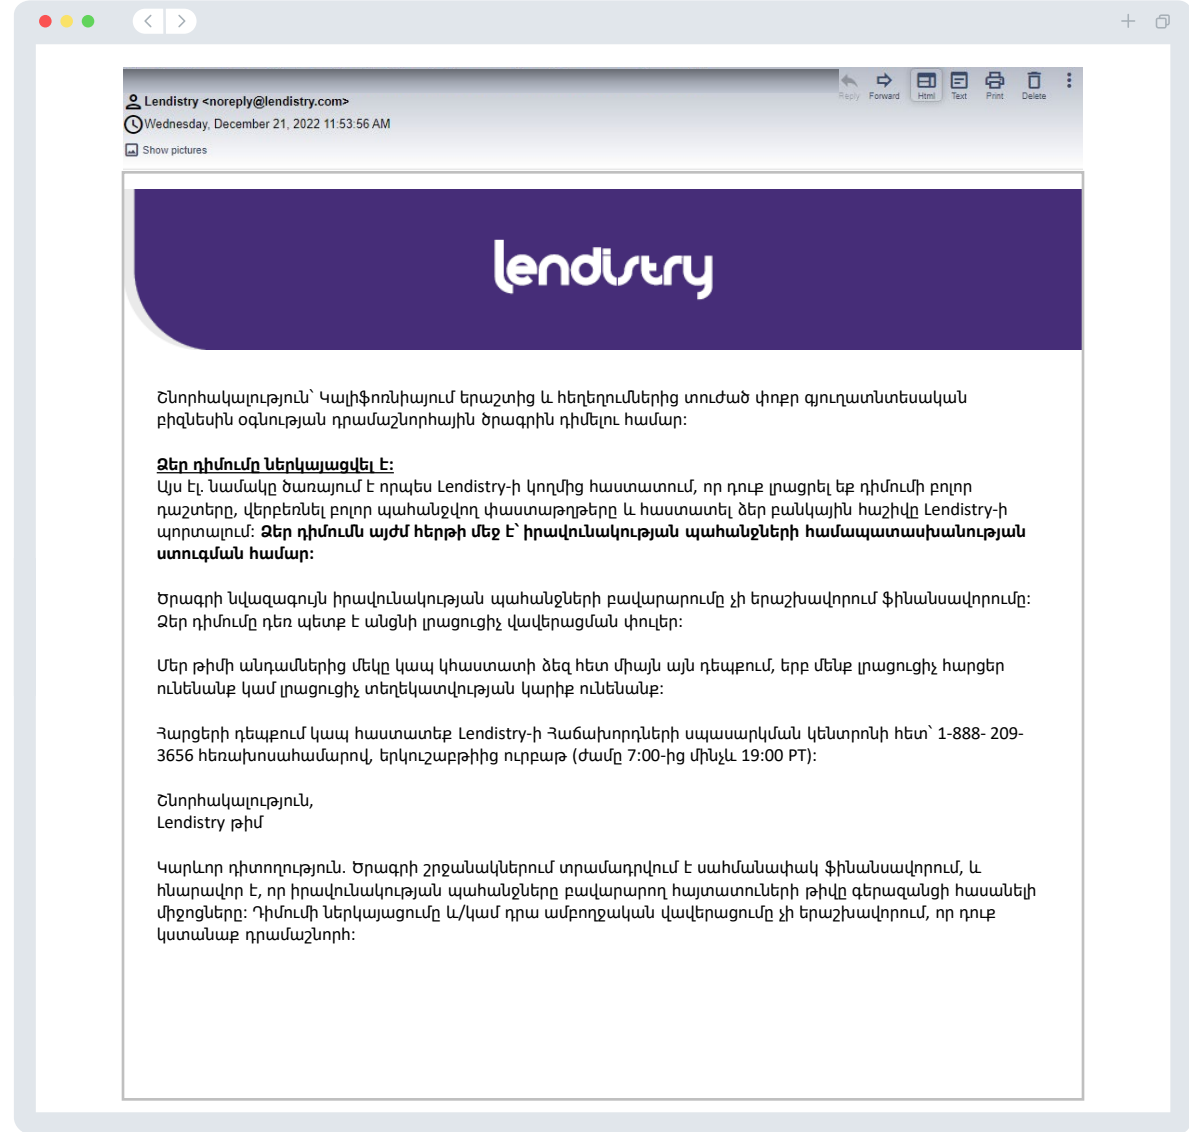 Reply Forward Html Text Print Delete
Lendistry <noreply@lendistry.com>
Wednesday, December 21, 2022 11:53:56 AM
Show pictures
lendistry
Շնորհակալություն՝ Կալիֆոռնիայում երաշտից և հեղեղումներից տուժած փոքր գյուղատնտեսական
բիզնեսին օգնության դրամաշնորհային ծրագրին դիմելու համար:
Ձեր դիմումը ներկայացվել է:
Այս էլ. նամակը ծառայում է որպես Lendistry-ի կողմից հաստատում, որ դուք լրացրել եք դիմումի բոլոր
դաշտերը, վերբեռնել բոլոր պահանջվող փաստաթղթերը և հաստատել ձեր բանկային հաշիվը Lendistry-ի
պորտալում: Ձեր դիմումն այժմ հերթի մեջ է՝ իրավունակության պահանջների համապատասխանության
ստուգման համար:
Ծրագրի նվազագույն իրավունակության պահանջների բավարարումը չի երաշխավորում ֆինանսավորումը:
Ձեր դիմումը դեռ պետք է անցնի լրացուցիչ վավերացման փուլեր:
Մեր թիմի անդամներից մեկը կապ կհաստատի ձեզ հետ միայն այն դեպքում, երբ մենք լրացուցիչ հարցեր
ունենանք կամ լրացուցիչ տեղեկատվության կարիք ունենանք:
Հարցերի դեպքում կապ հաստատեք Lendistry-ի Հաճախորդների սպասարկման կենտրոնի հետ՝ 1-888- 209-
3656 հեռախոսահամարով, երկուշաբթիից ուրբաթ (ժամը 7:00-ից մինչև 19:00 PT):
Շնորհակալություն,
Lendistry թիմ
Կարևոր դիտողություն. Ծրագրի շրջանակներում տրամադրվում է սահմանափակ ֆինանսավորում, և
հնարավոր է, որ իրավունակության պահանջները բավարարող հայտատուների թիվը գերազանցի հասանելի
միջոցները: Դիմումի ներկայացումը և/կամ դրա ամբողջական վավերացումը չի երաշխավորում, որ դուք
կստանաք դրամաշնորհ: